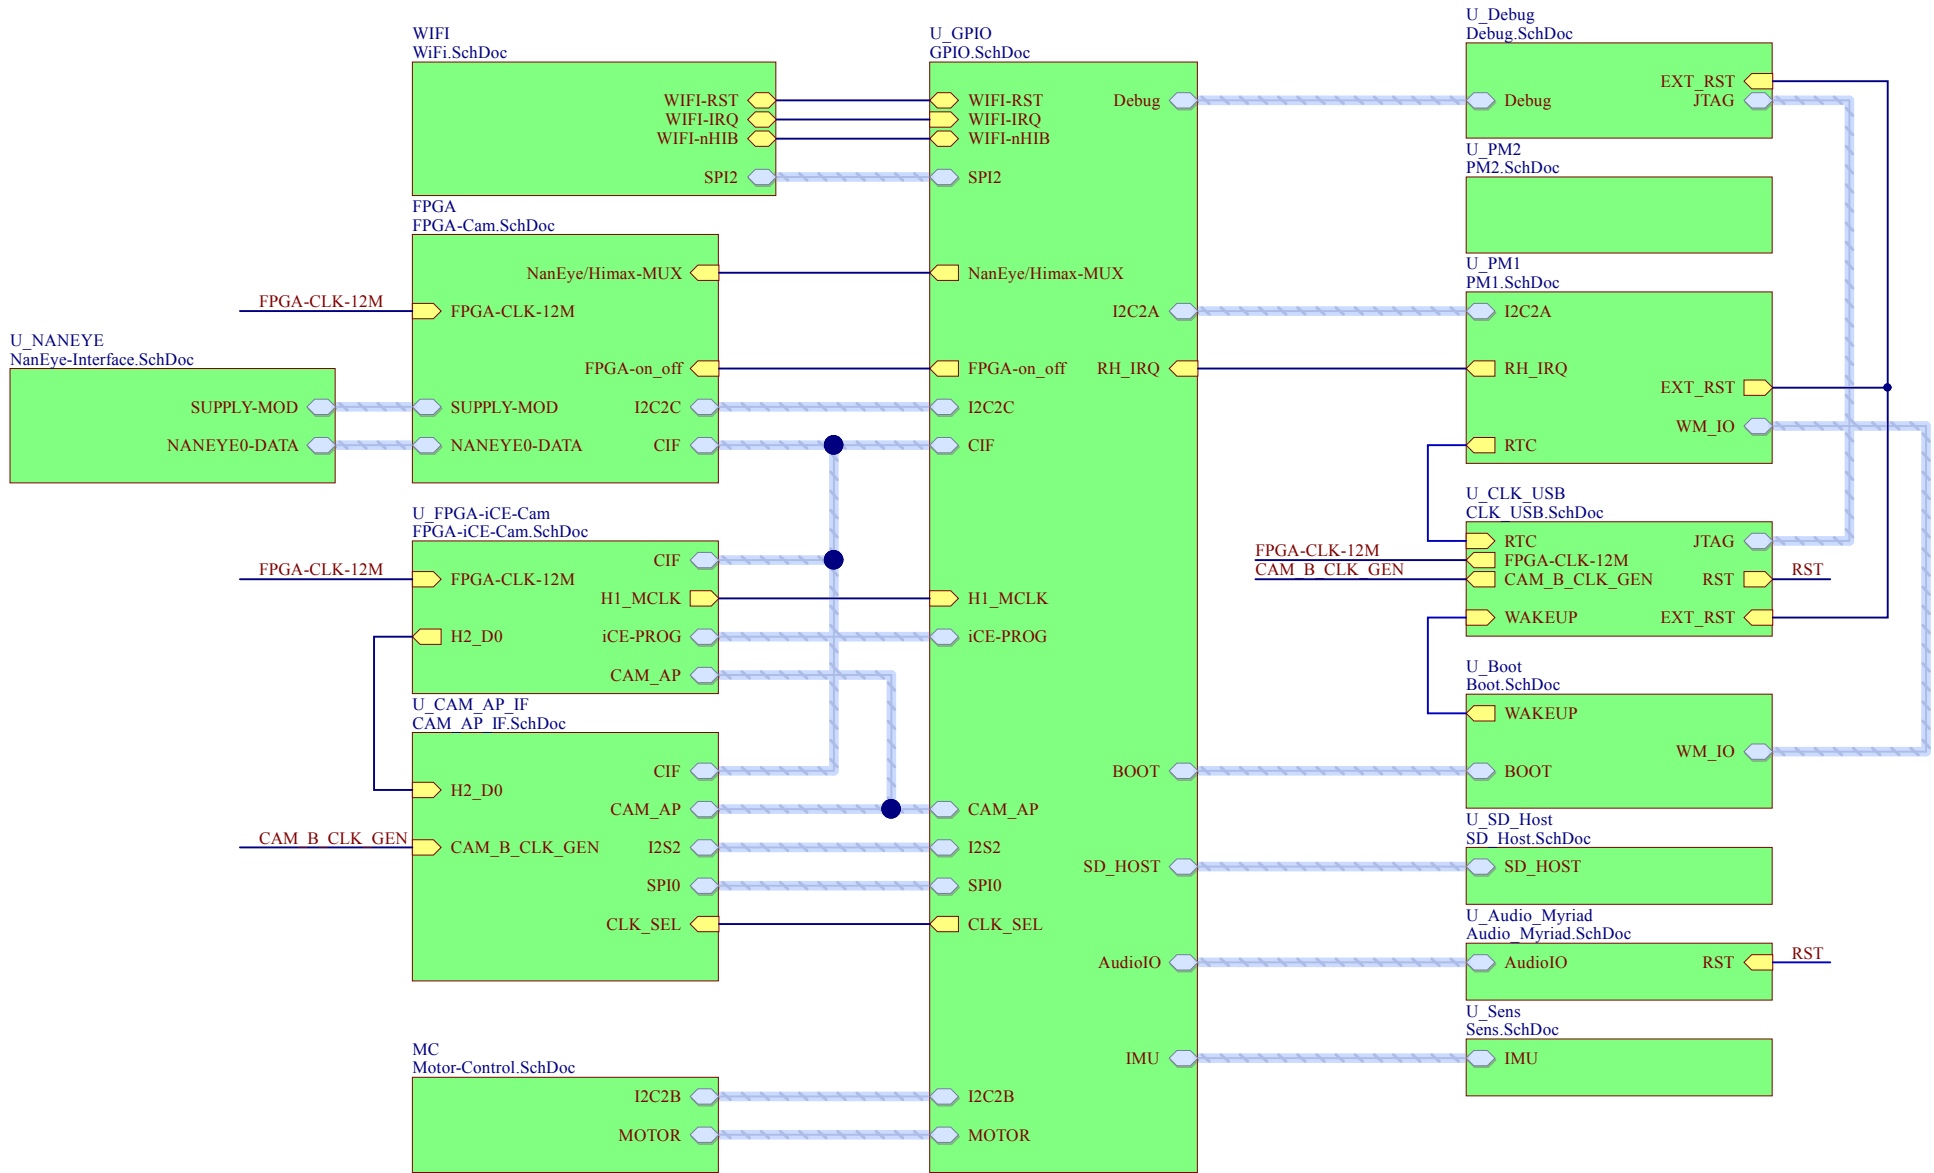 WIFI
WiFi.SchDoc
WIFI-RST
WIFI-IRQ
WIFI-nHIB
SPI2
FPGA
FPGA-Cam.SchDoc
NanEye/Himax-MUX
FPGA-CLK-12M
FPGA-CLK-12M
FPGA-on_off
SUPPLY-MOD
I2C2C
NANEYE0-DATA
CIF
U_NANEYE
NanEye-Interface.SchDoc
SUPPLY-MOD
NANEYE0-DATA
U_FPGA-iCE-Cam
FPGA-iCE-Cam.SchDoc
CIF
FPGA-CLK-12M
FPGA-CLK-12M
H1_MCLK
H2_D0
iCE-PROG
CAM_AP
U_CAM_AP_IF
CAM_AP_IF.SchDoc
CIF
H2_D0
CAM_AP
CAM_B_CLK_GEN
CAM_B_CLK_GEN
I2S2
SPI0
CLK_SEL
MC
Motor-Control.SchDoc
I2C2B
MOTOR
U_GPIO
GPIO.SchDoc
WIFI-RST
Debug
WIFI-IRQ
WIFI-nHIB
SPI2
NanEye/Himax-MUX
I2C2A
FPGA-on_off
RH_IRQ
I2C2C
CIF
H1_MCLK
iCE-PROG
BOOT
CAM_AP
I2S2
SD_HOST
SPI0
CLK_SEL
AudioIO
IMU
I2C2B
MOTOR
U_Debug
Debug.SchDoc
EXT_RST
Debug
JTAG
U_PM2
PM2.SchDoc
U_PM1
PM1.SchDoc
I2C2A
RH_IRQ
EXT_RST
WM_IO
RTC
U_CLK_USB
CLK_USB.SchDoc
RTC
JTAG
FPGA-CLK-12M
FPGA-CLK-12M
CAM_B_CLK_GEN
CAM_B_CLK_GEN
RST
RST
WAKEUP
EXT_RST
U_Boot
Boot.SchDoc
WAKEUP
WM_IO
BOOT
U_SD_Host
SD_Host.SchDoc
SD_HOST
U_Audio_Myriad
Audio_Myriad.SchDoc
AudioIO
RST
RST
U_Sens
Sens.SchDoc
IMU